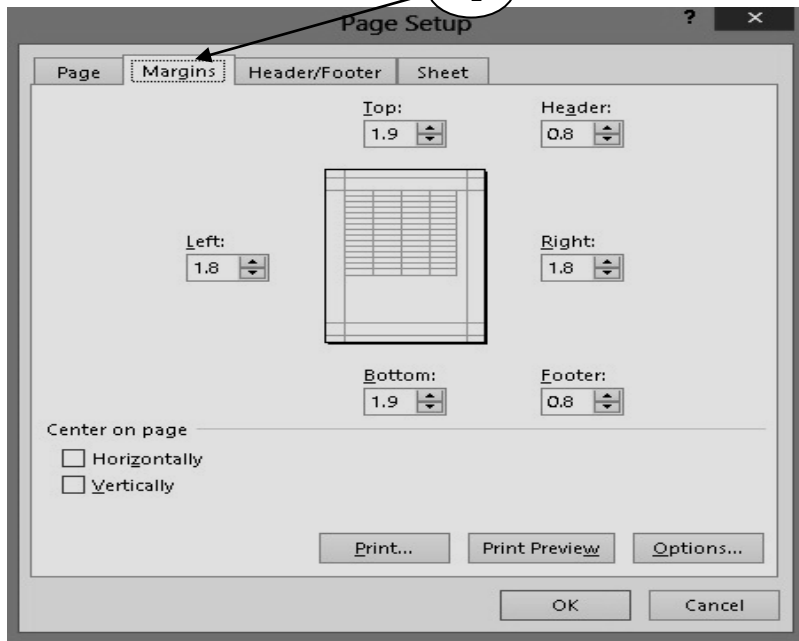 Page Setup ? ×
Page Margins Header/Footer Sheet
Top: Header:
1.9 0.8
Left: Right:
1.8 1.8
Bottom: Footer:
1.9 0.8
Center on page
Horizontally
Vertically
Print... Print Preview Options...
OK Cancel